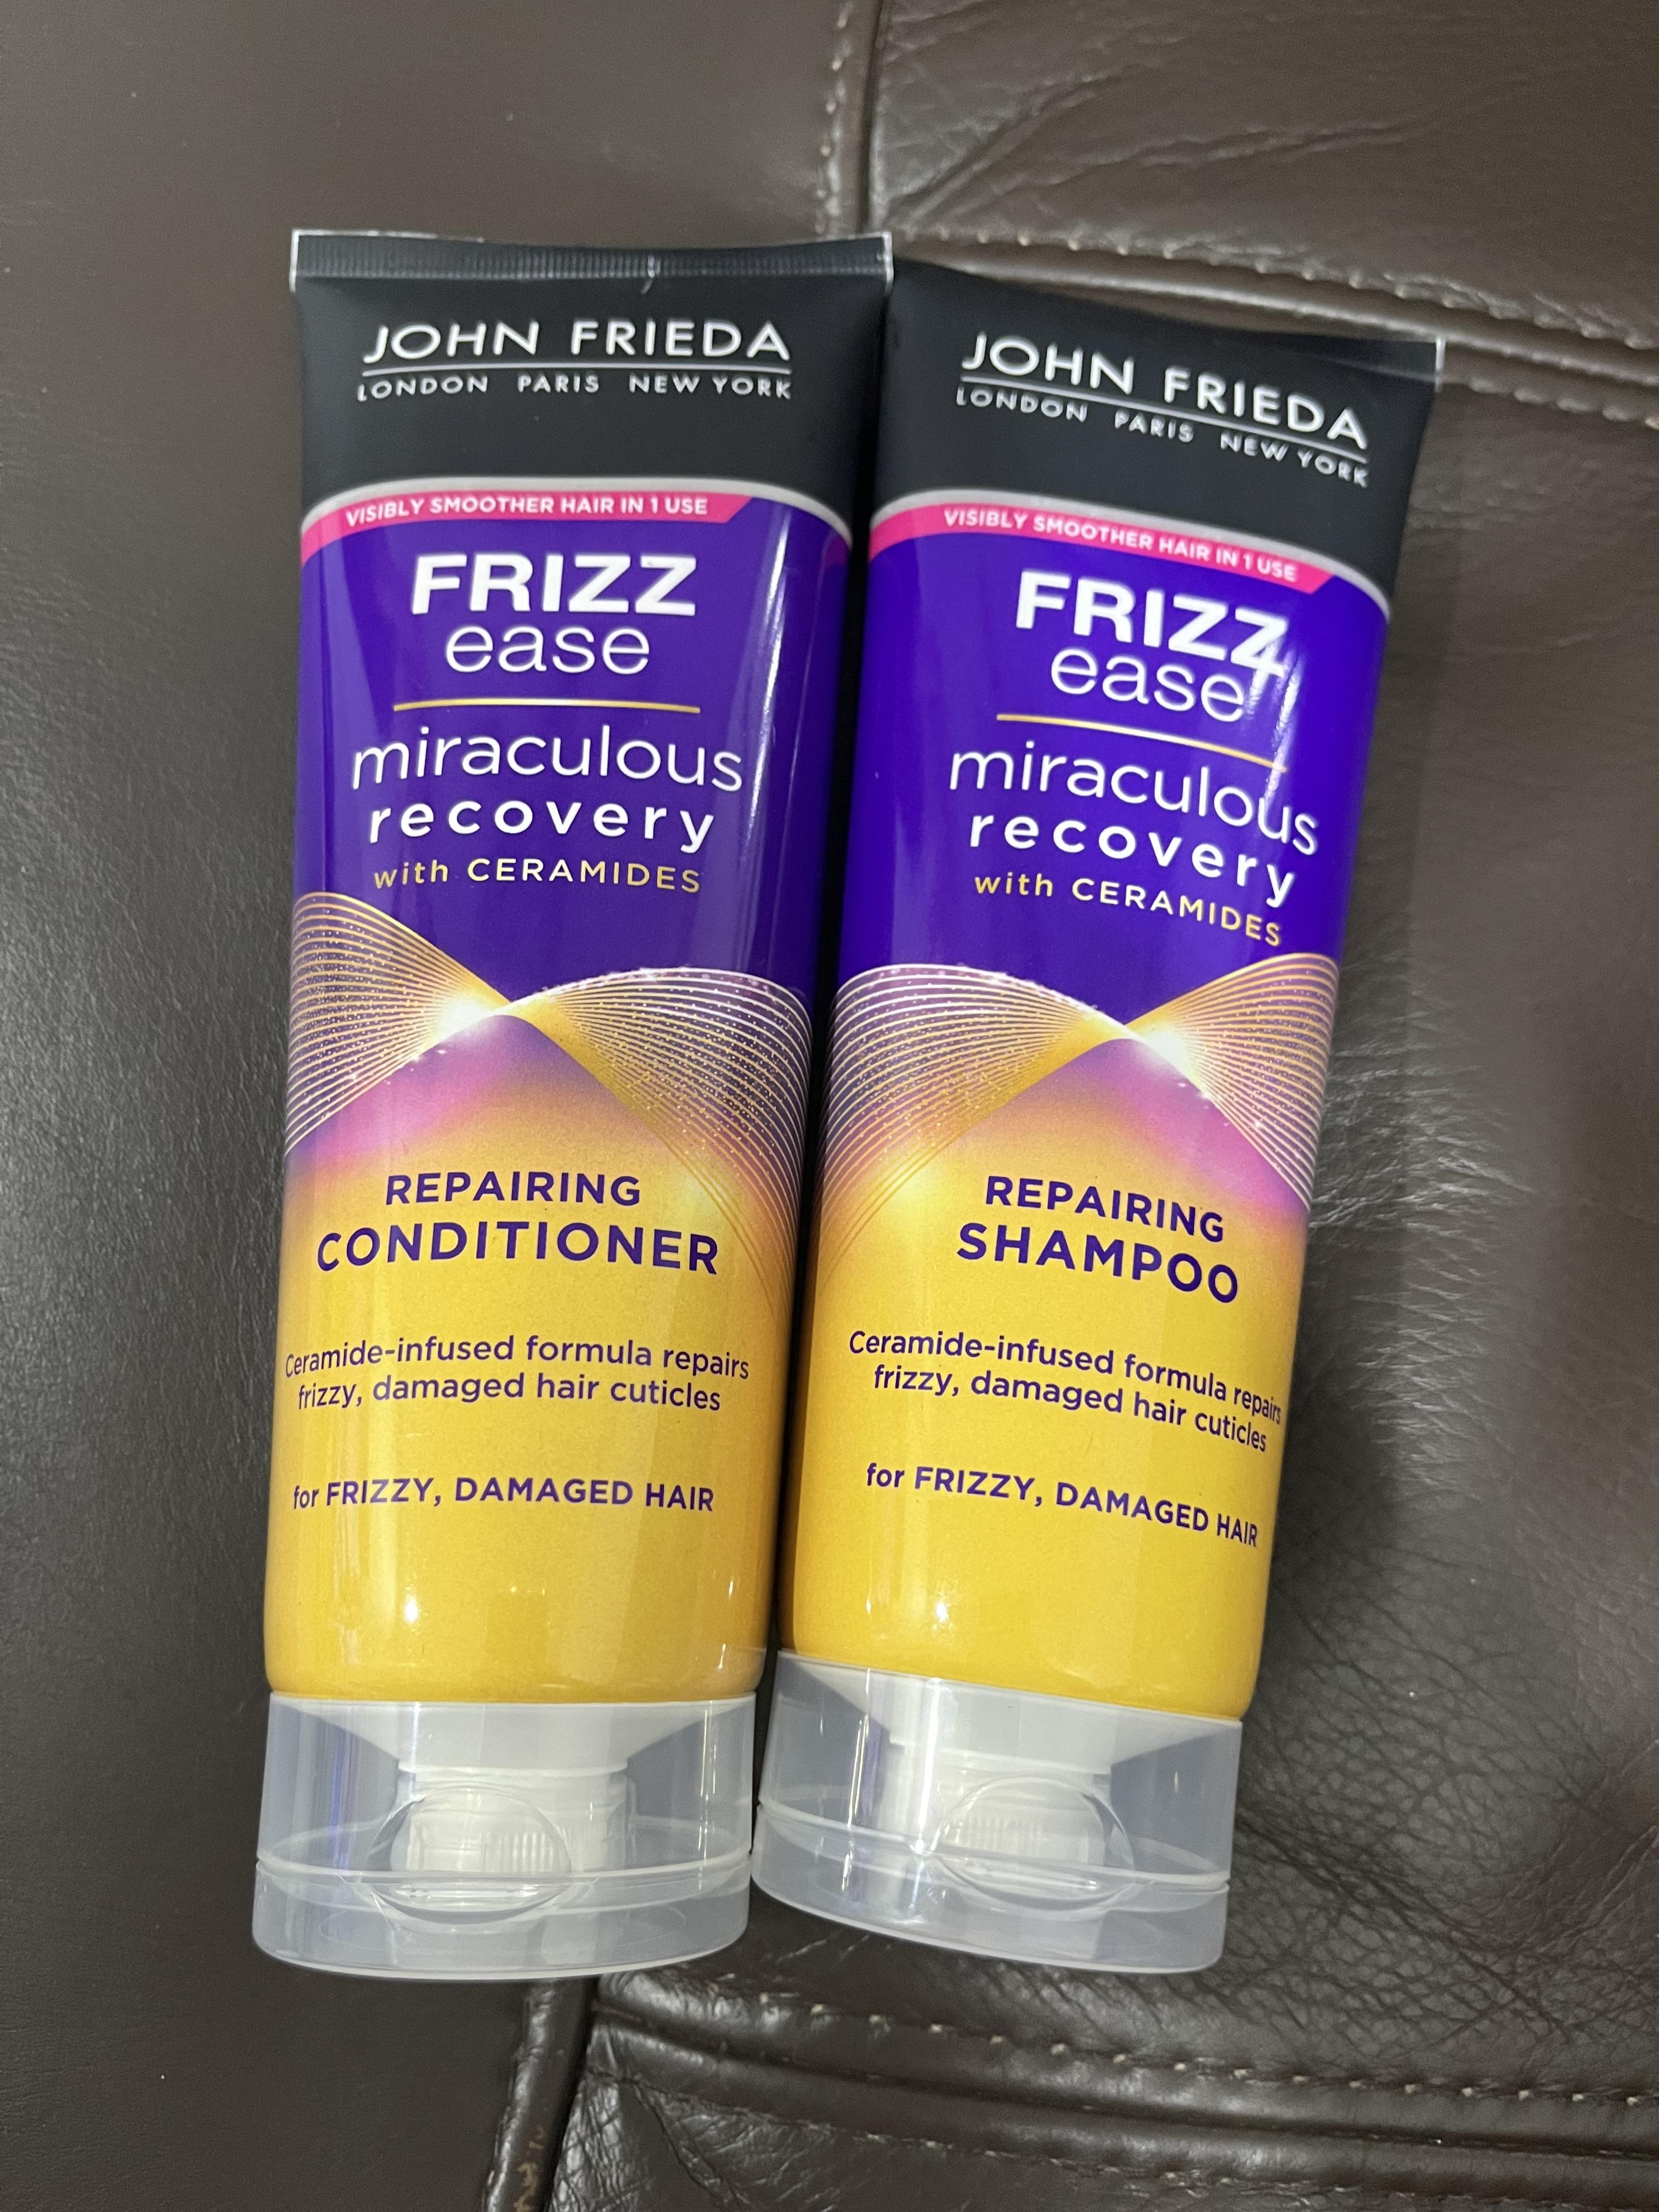 JOHN FRIEDA
LONDON PARIS NEW YORK
VISIBLY SMOOTHER HAIR IN 1 USE
FRIZZ
ease
miraculous
recovery
with CERAMIDES
REPAIRING
CONDITIONER
Ceramide-infused formula repairs
frizzy, damaged hair cuticles
for FRIZZY, DAMAGED HAIR
JOHN FRIEDA
LONDON PARIS NEW YORK
VISIBLY SMOOTHER HAIR IN 1 USE
FRIZZ
ease
miraculous
recovery
with CERAMIDES
REPAIRING
SHAMPOO
Ceramide-infused formula repairs
frizzy, damaged hair cuticles
for FRIZZY, DAMAGED HAIR